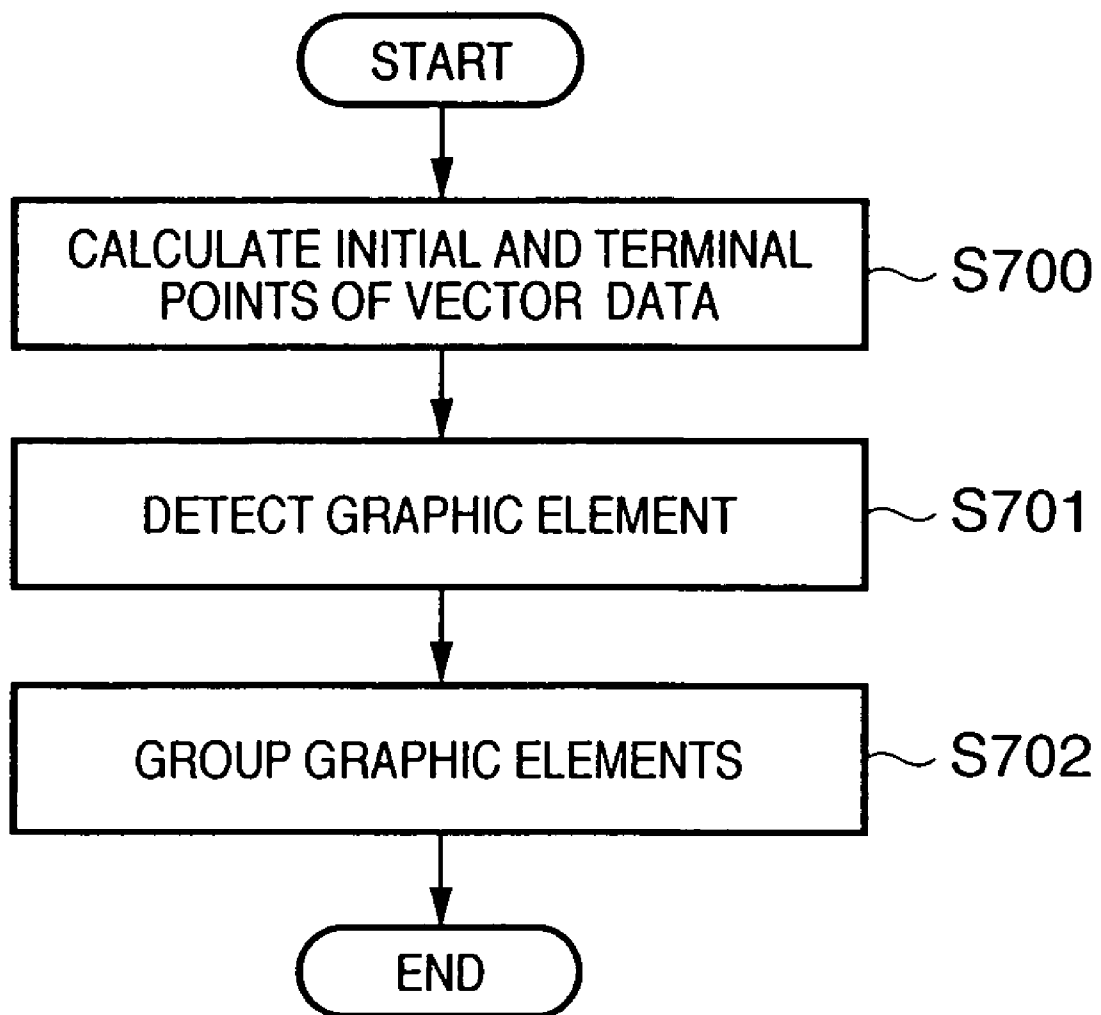 START
CALCULATE INITIAL AND TERMINAL
POINTS OF VECTOR DATA
S700
DETECT GRAPHIC ELEMENT
S701
GROUP GRAPHIC ELEMENTS
S702
END